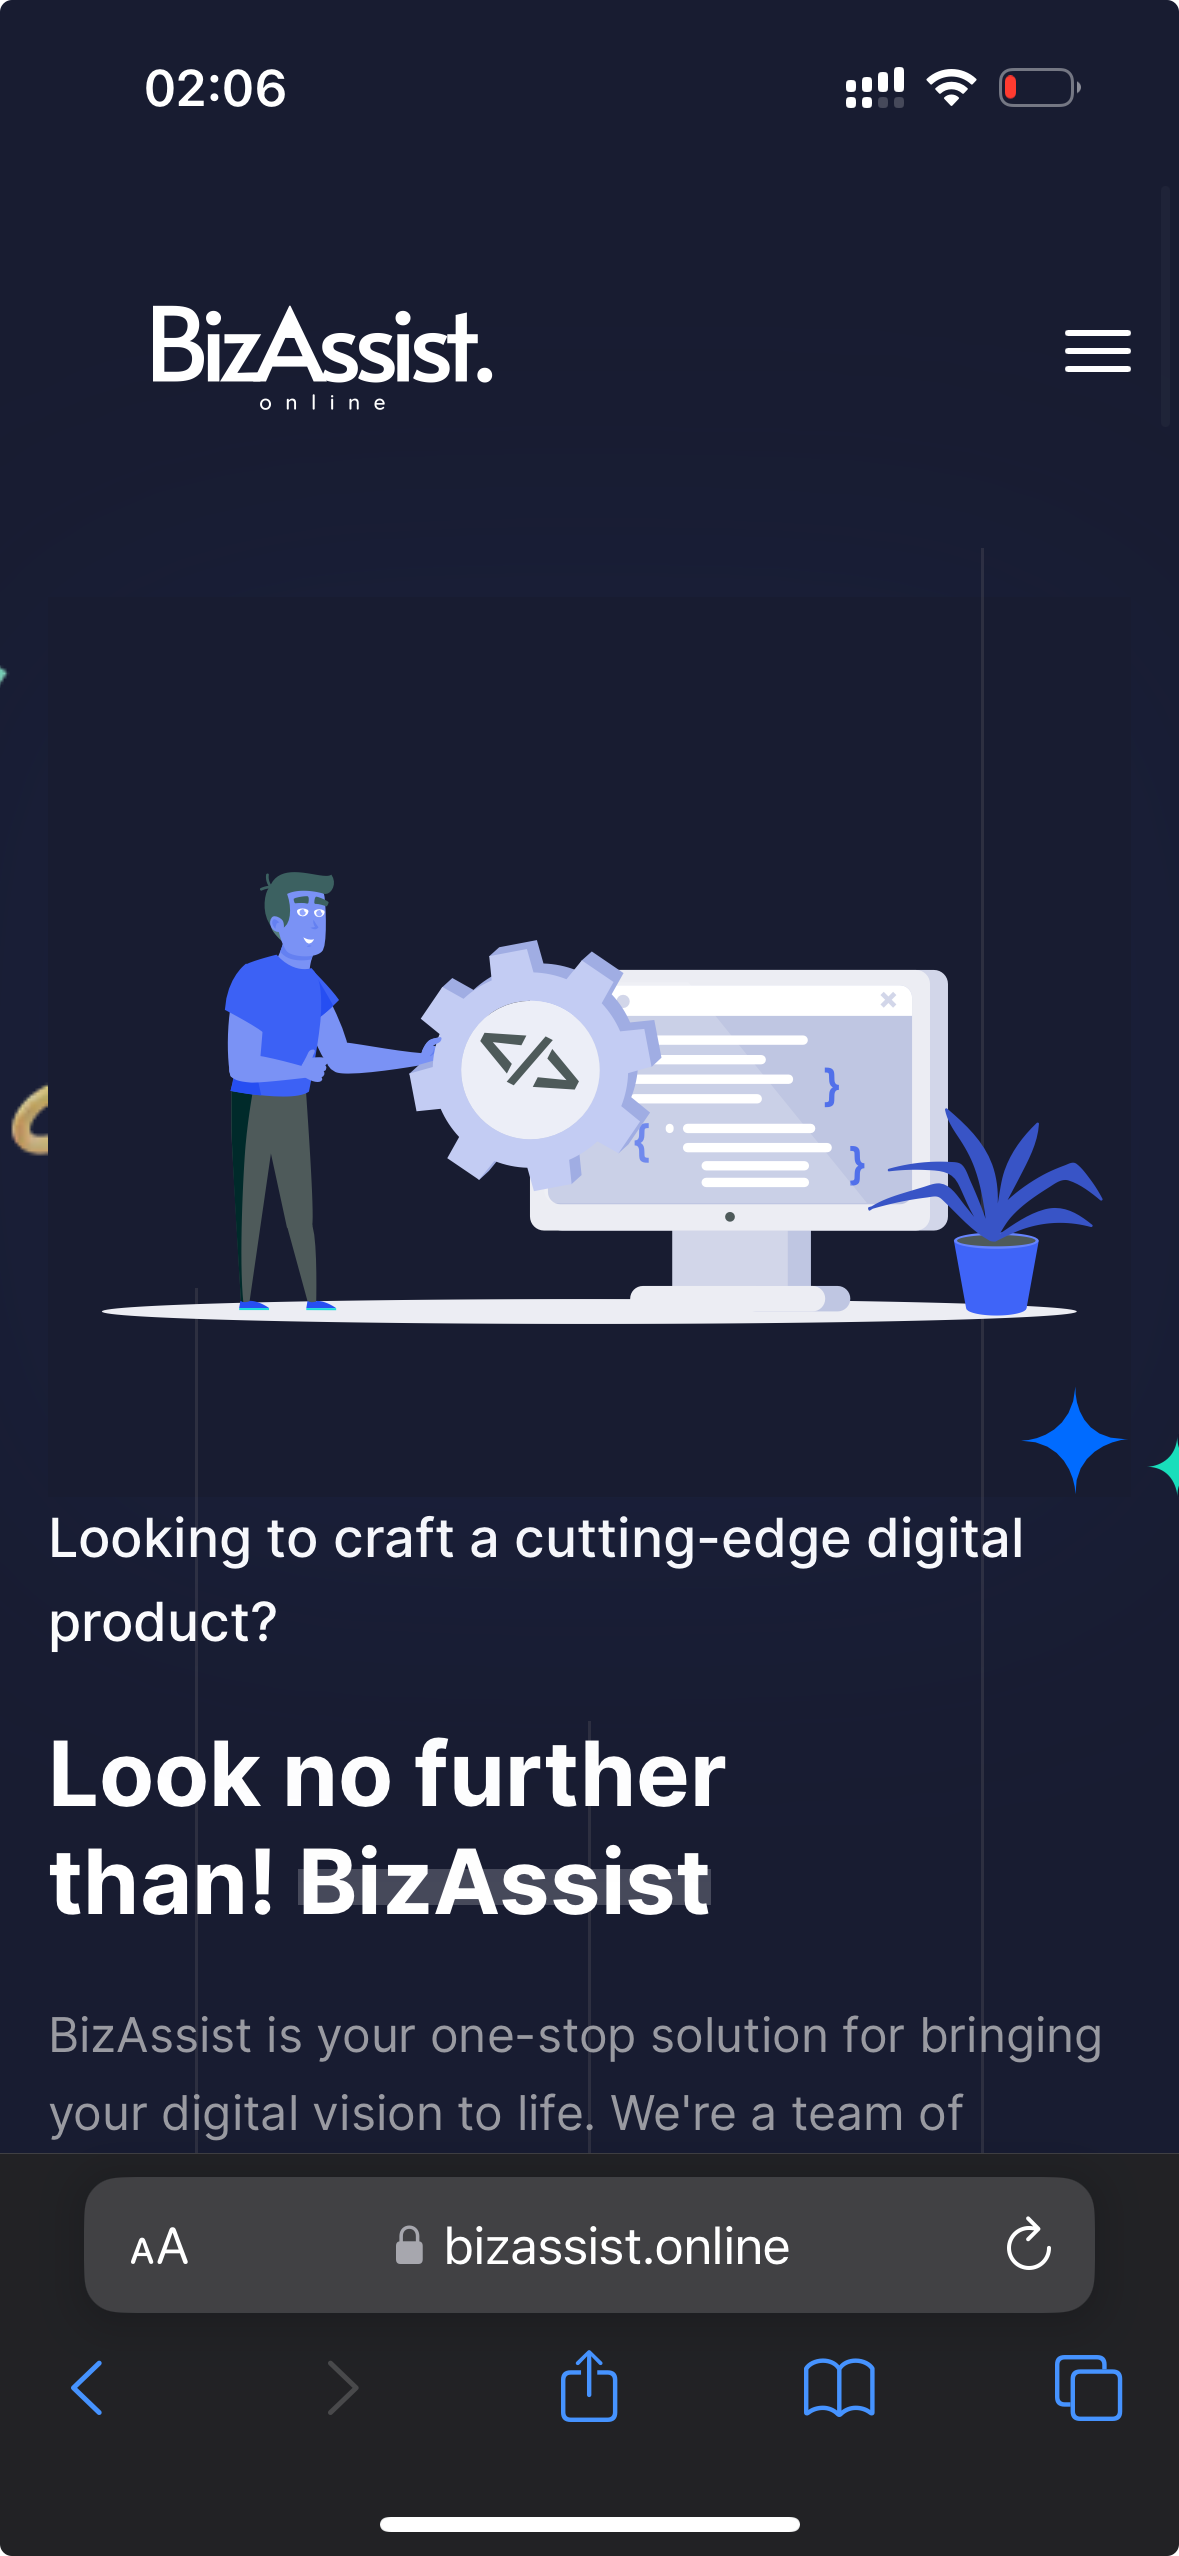 02:06
BizAssist.
online
</>
}
{
}
Looking to craft a cutting-edge digital
product?
Look no further
than! BizAssist
BizAssist is your one-stop solution for bringing
your digital vision to life. We're a team of
AA bizassist.online